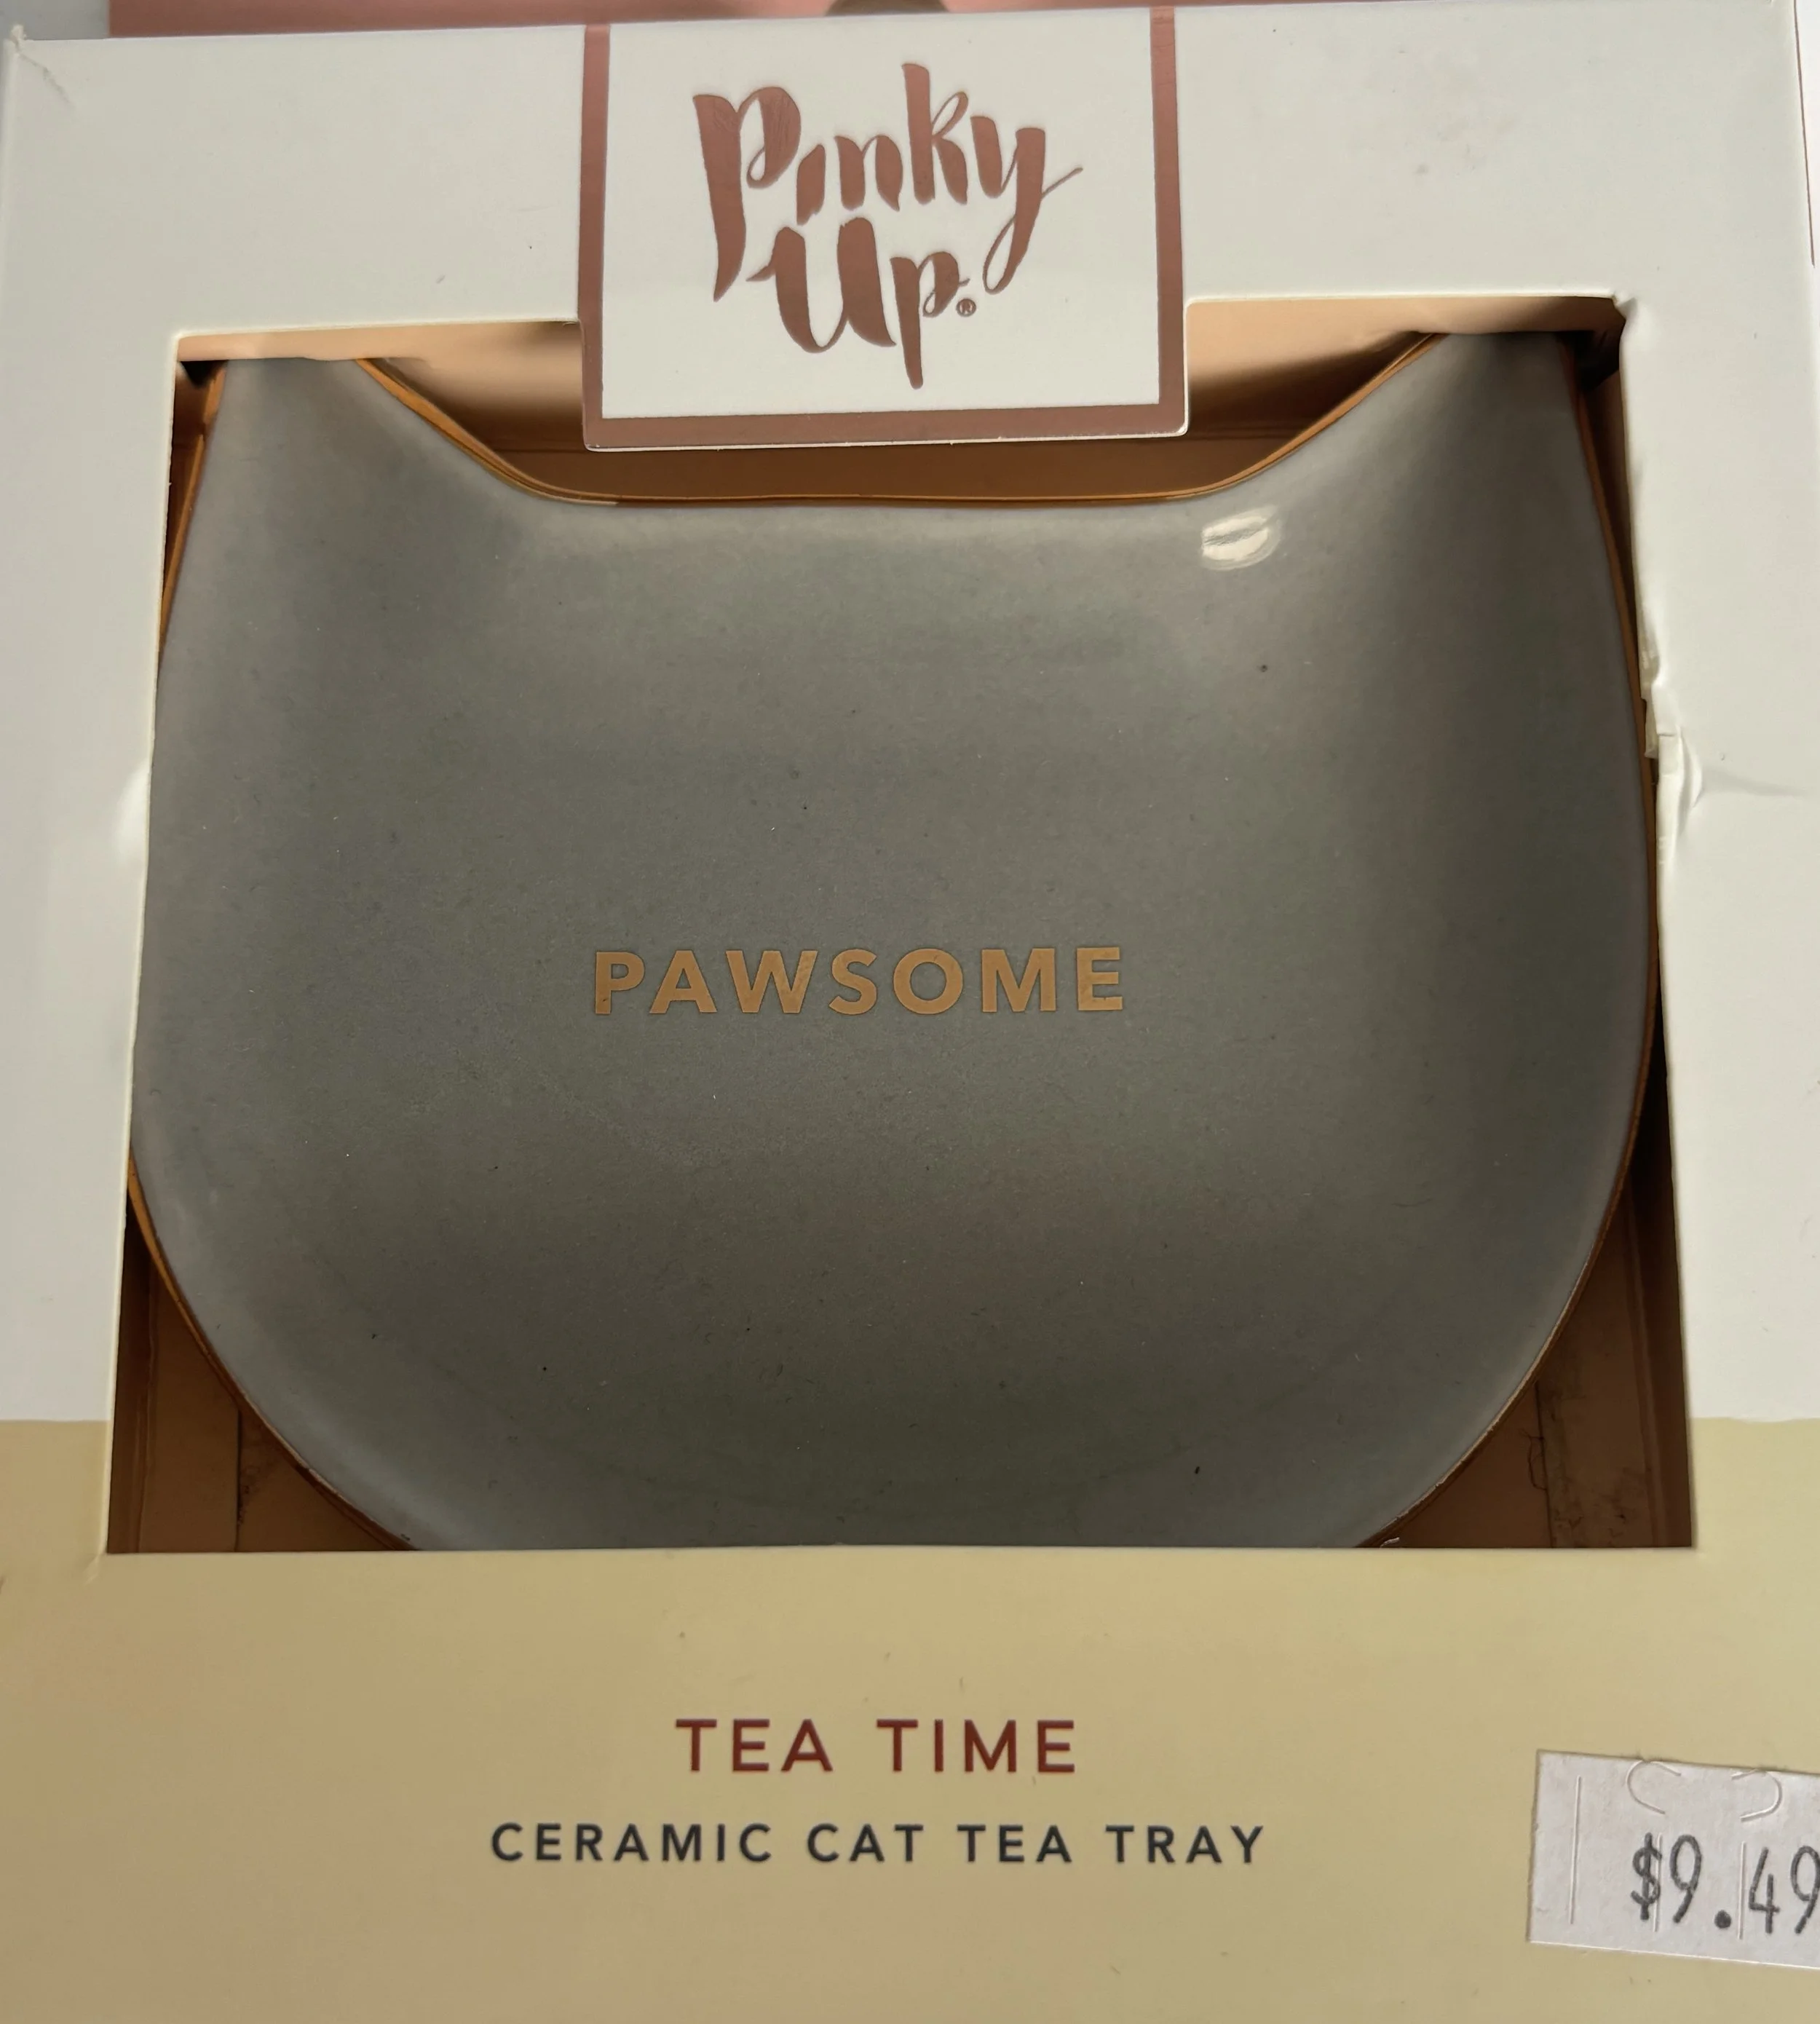 Pinky
Up.®
PAWSOME
TEA TIME
CERAMIC CAT TEA TRAY
$9.49